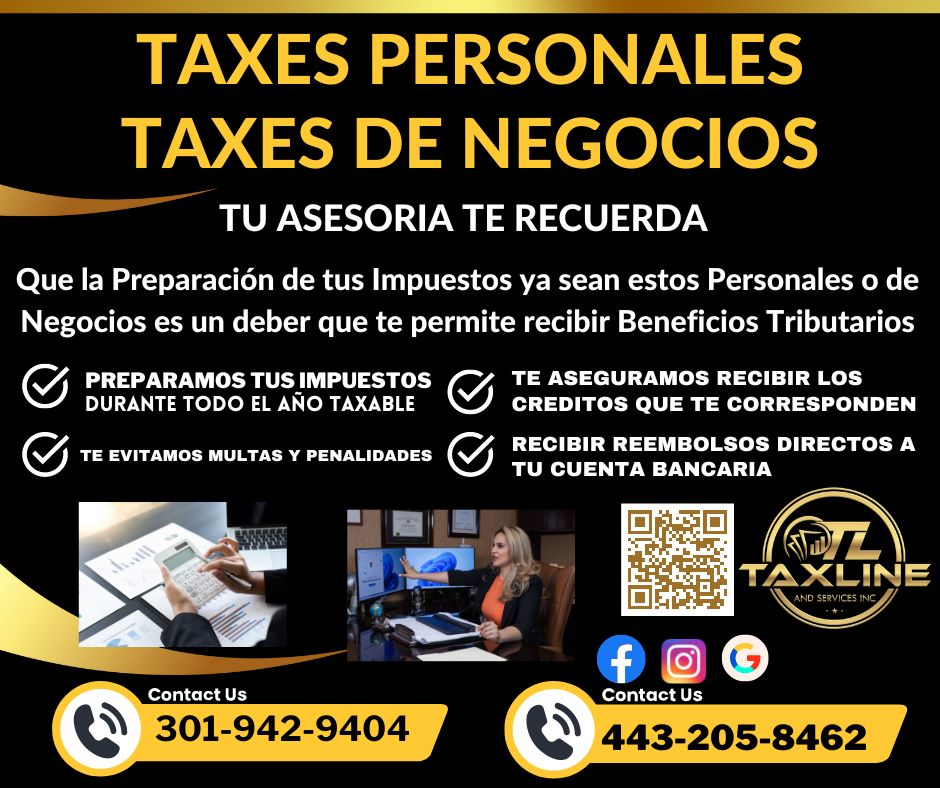 TAXES PERSONALES
TAXES DE NEGOCIOS
TU ASESORIA TE RECUERDA
Que la Preparación de tus Impuestos ya sean estos Personales o de
Negocios es un deber que te permite recibir Beneficios Tributarios
PREPARAMOS TUS IMPUESTOS
DURANTE TODO EL AÑO TAXABLE
TE EVITAMOS MULTAS Y PENALIDADES
TE ASEGURAMOS RECIBIR LOS
CREDITOS QUE TE CORRESPONDEN
RECIBIR REEMBOLSOS DIRECTOS A
TU CUENTA BANCARIA
TL
TAXLINE
AND SERVICES INC
Contact Us
301-942-9404
Contact Us
443-205-8462